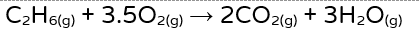 C₂H₆(g) + 3.5O₂(g) → 2CO₂(g) + 3H₂O(g)